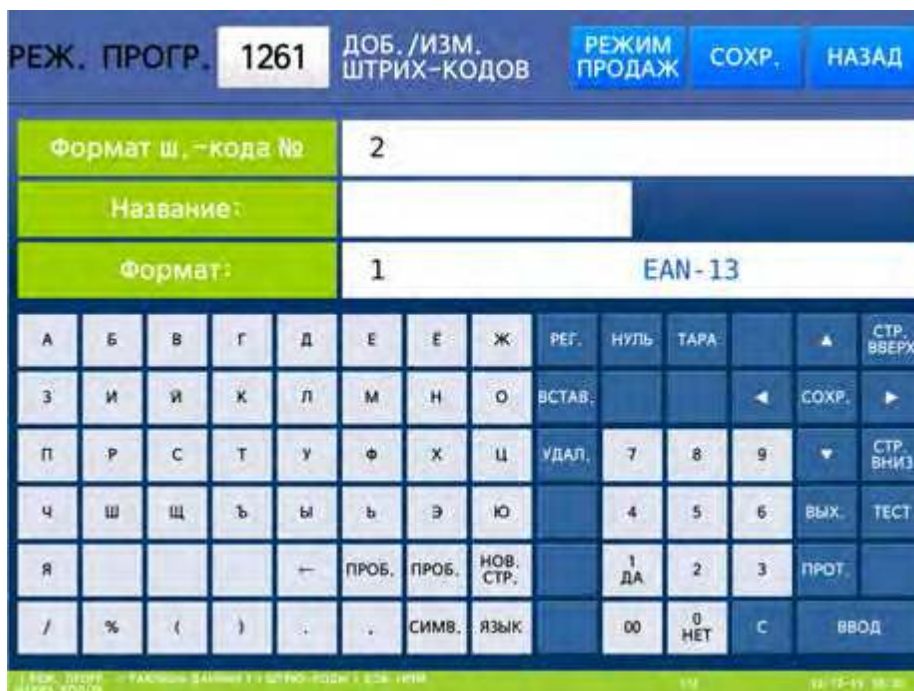 РЕЖ. ПРОГР. 1261 ДОБ./ИЗМ. ШТРИХ-КОДОВ РЕЖИМ ПРОДАЖ СОХР. НАЗАД
Формат ш.-кода № 2
Название:
Формат: 1 EAN-13
А Б В Г Д Е Ё Ж РЕГ. НУЛЬ ТАРА ▲ СТР. ВВЕРХ
З И Й К Л М Н О ВСТАВ. ◀ СОХР. ▶
П Р С Т У Ф Х Ц УДАЛ. 7 8 9 ▼ СТР. ВНИЗ
Ч Ш Щ Ъ Ы Ь Э Ю 4 5 6 ВЫХ. ТЕСТ
Я ← ПРОБ. ПРОБ. НОВ. СТР. 1 ДА 2 3 ПРОТ.
/ % ( ) СИМВ. ЯЗЫК 00 0 НЕТ C ВВОД